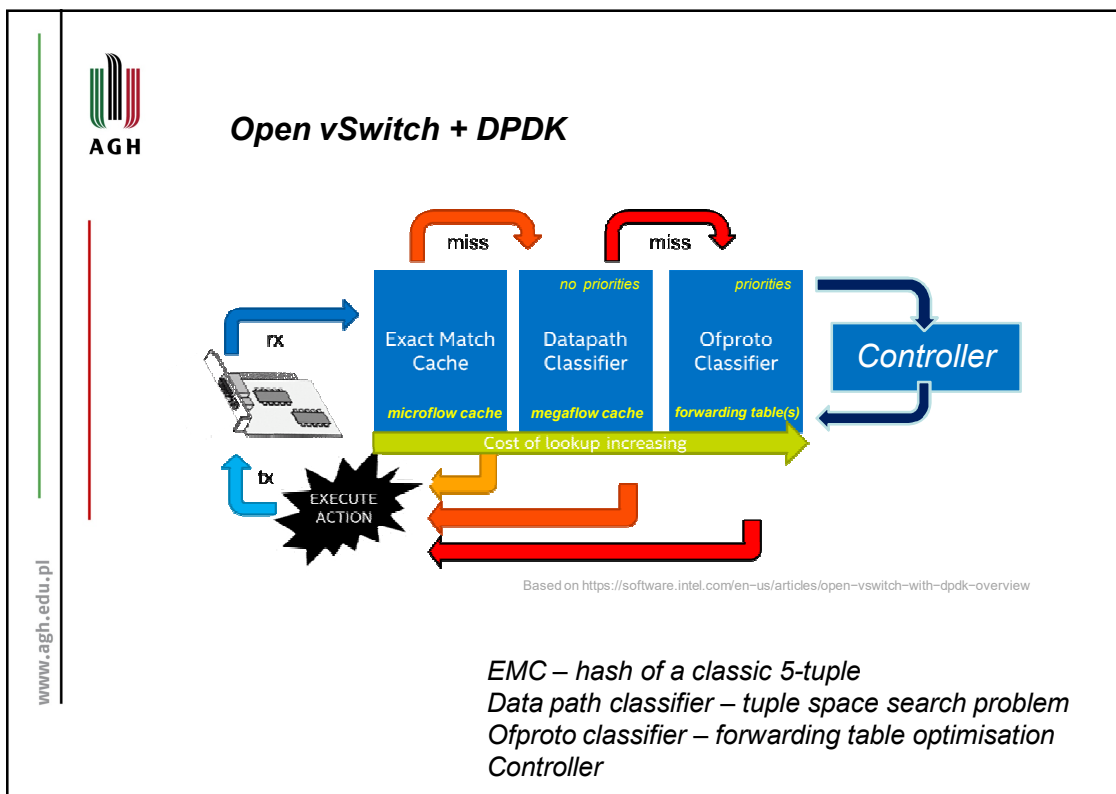 AGH
Open vSwitch + DPDK
miss
miss
no priorities
priorities
rx
Exact Match
Cache
Datapath
Classifier
Ofproto
Classifier
Controller
microflow cache
megaflow cache
forwarding table(s)
Cost of lookup increasing
tx
EXECUTE
ACTION
Based on https://software.intel.com/en-us/articles/open-vswitch-with-dpdk-overview
www.agh.edu.pl
EMC – hash of a classic 5-tuple
Data path classifier – tuple space search problem
Ofproto classifier – forwarding table optimisation
Controller